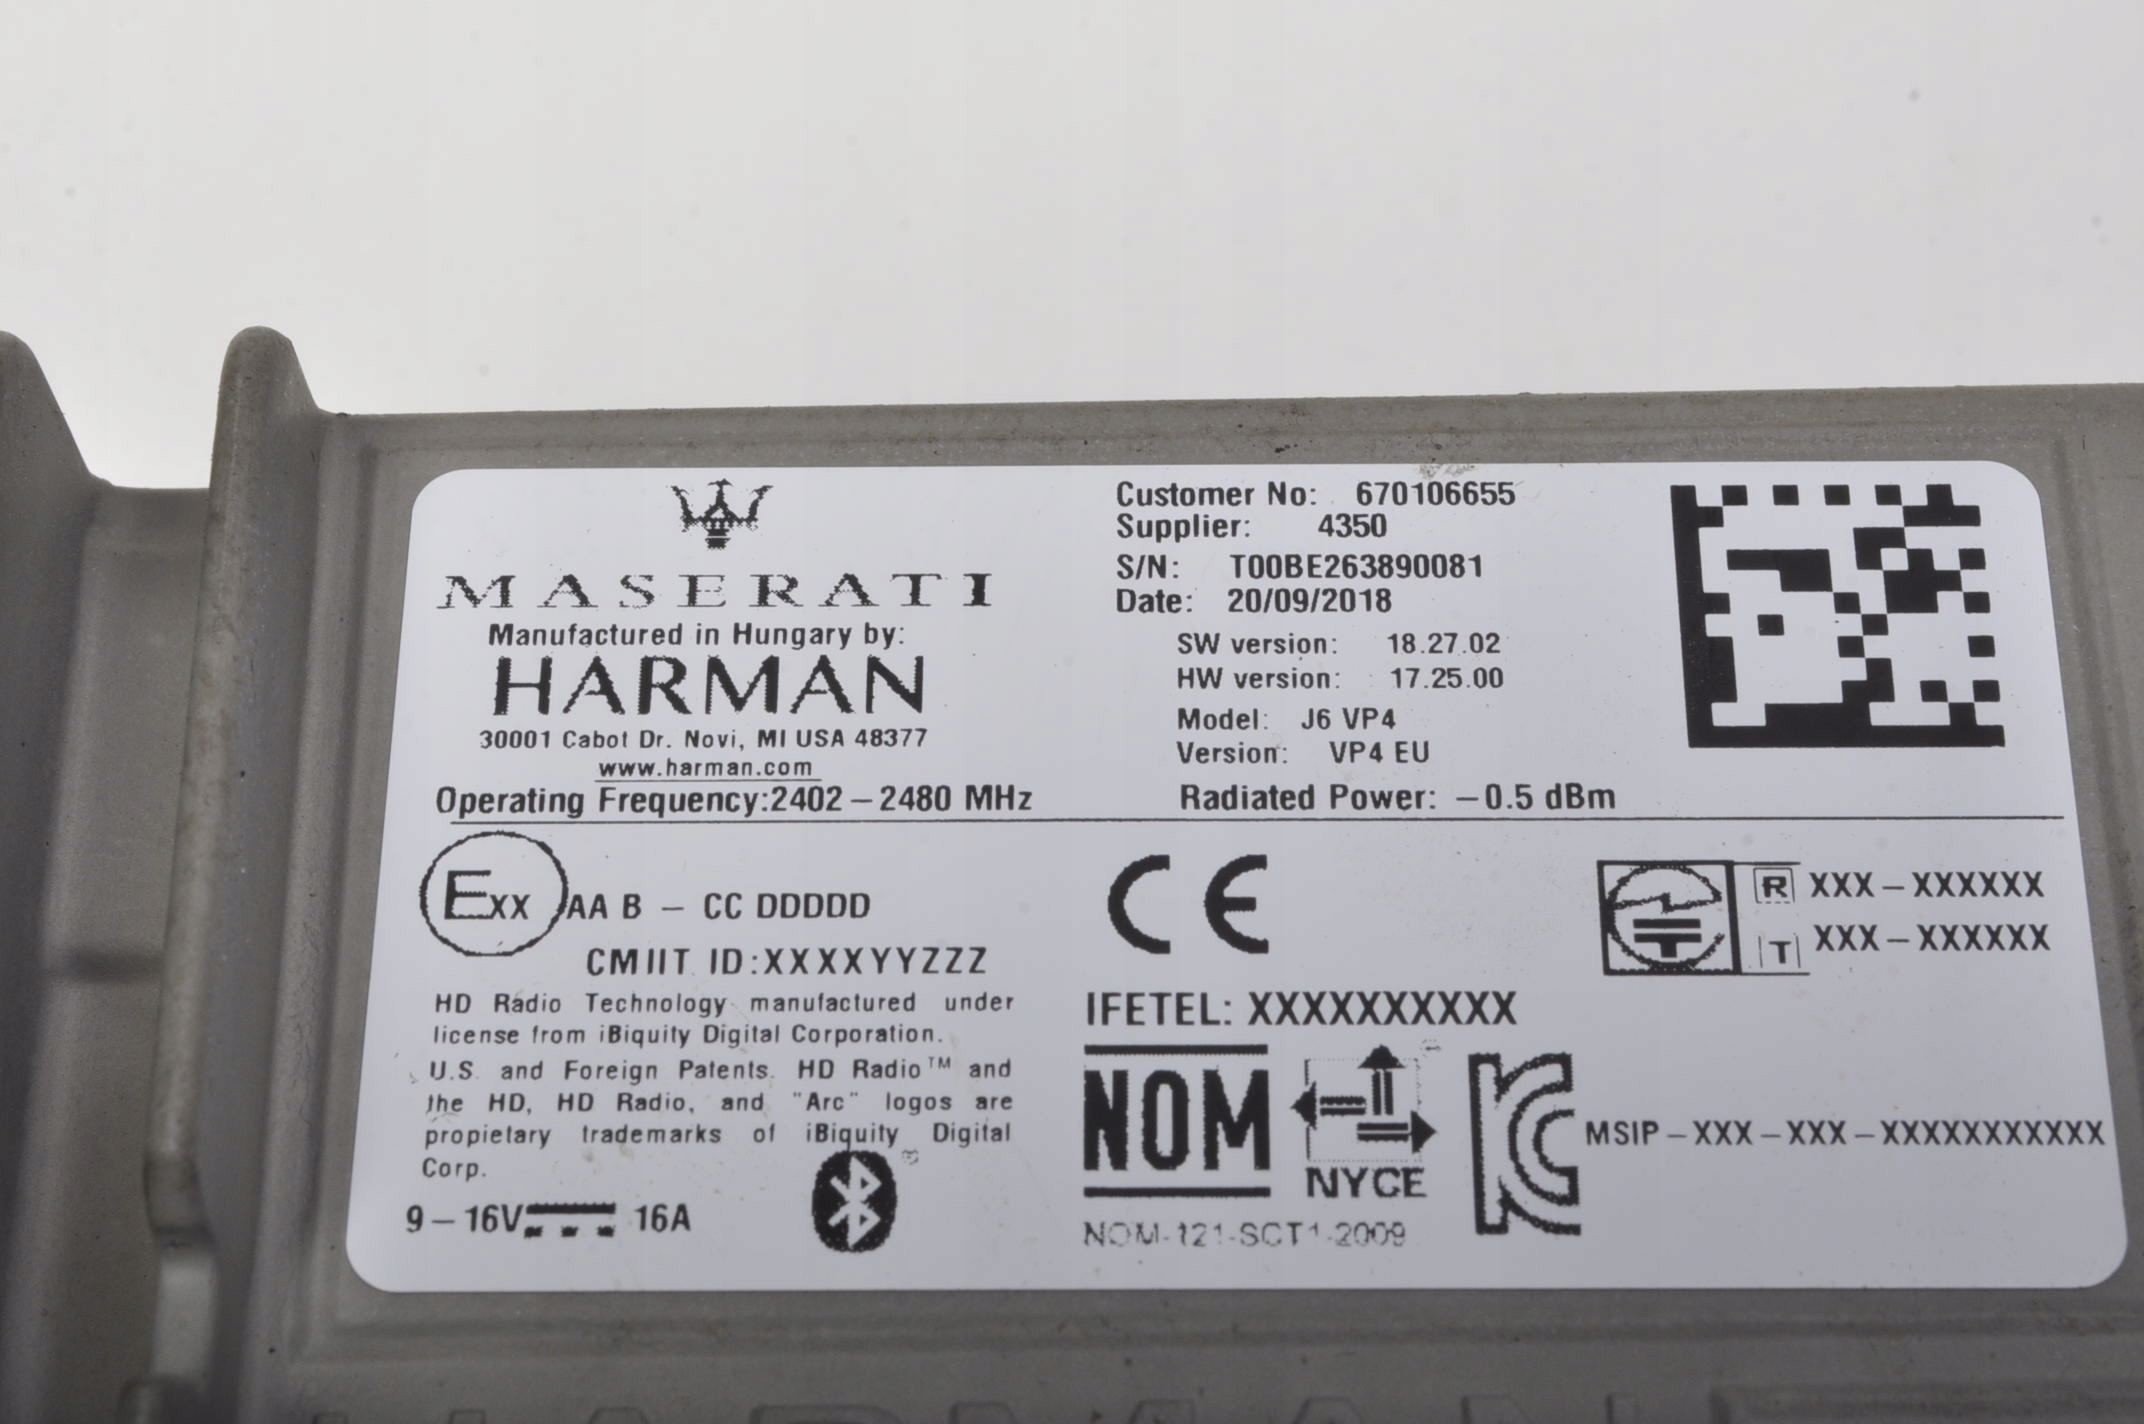 MASERATI
Manufactured in Hungary by:
HARMAN
30001 Cabot Dr. Novi, MI USA 48377
www.harman.com
Operating Frequency:2402–2480 MHz
Customer No: 670106655
Supplier: 4350
S/N: T00BE263890081
Date: 20/09/2018
SW version: 18.27.02
HW version: 17.25.00
Model: J6 VP4
Version: VP4 EU
Radiated Power: –0.5 dBm
EXX AA B – CC DDDDD
CMIIT ID:XXXXYYZZZ
HD Radio Technology manufactured under
license from iBiquity Digital Corporation.
U.S. and Foreign Patents. HD Radio™ and
the HD, HD Radio, and "Arc" logos are
propietary trademarks of iBiquity Digital
Corp.
9–16V 16A
CE
R XXX–XXXXXX
T XXX–XXXXXX
IFETEL: XXXXXXXXXX
NOM
NYCE
NOM-121-SCT1-2009
KC MSIP–XXX–XXX–XXXXXXXXXXX
HARMAN